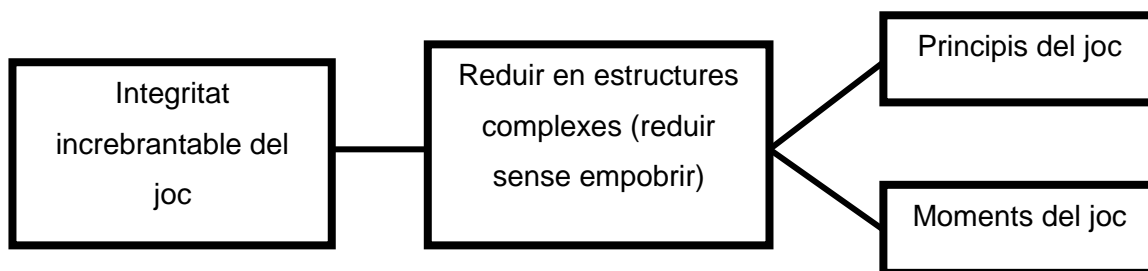 Integritat
increbrantable del
joc
Reduir en estructures
complexes (reduir
sense empobrir)
Principis del joc
Moments del joc